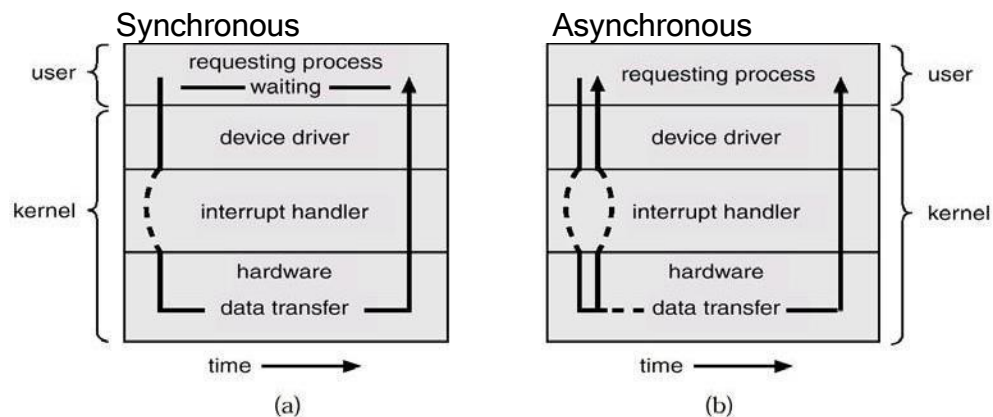 Synchronous
user
requesting process
waiting
device driver
kernel
interrupt handler
hardware
data transfer
time
(a)
Asynchronous
requesting process
user
device driver
interrupt handler
kernel
hardware
data transfer
time
(b)